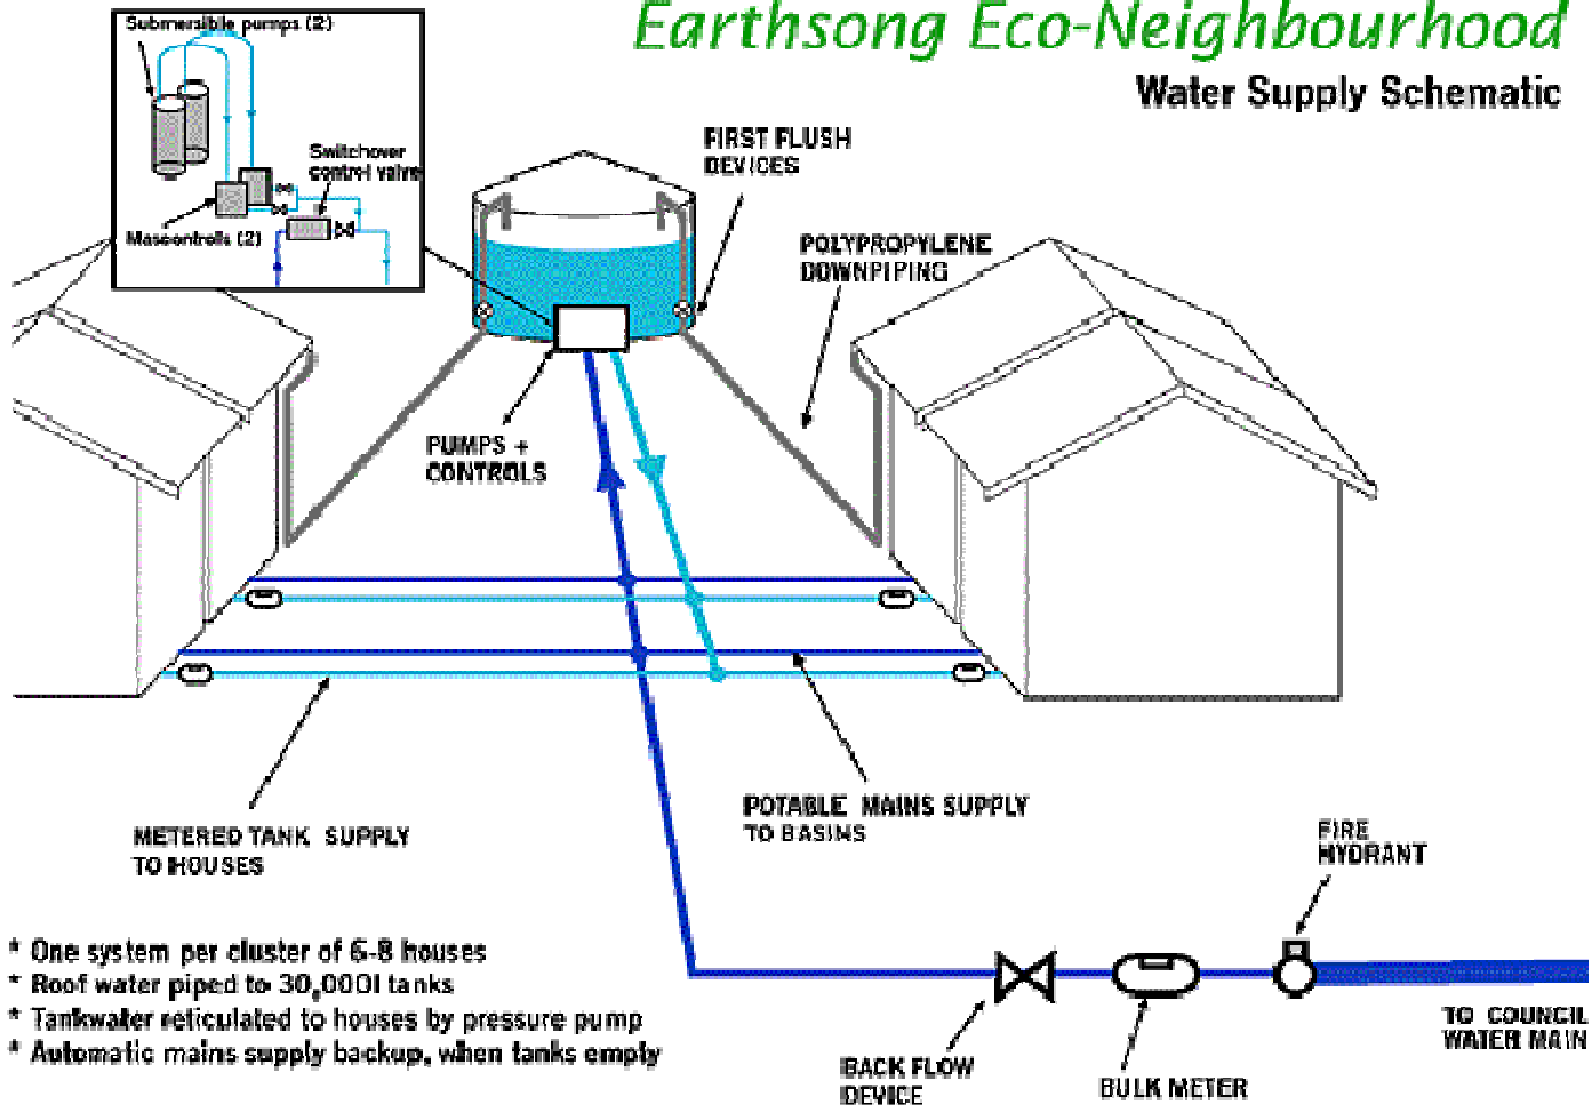 Earthsong Eco-Neighbourhood
Water Supply Schematic
Submersible pumps (2)
Switchover
control valve
Mascontrols (2)
FIRST FLUSH
DEVICES
POLYPROPYLENE
DOWNPIPING
PUMPS +
CONTROLS
METERED TANK SUPPLY
TO HOUSES
POTABLE MAINS SUPPLY
TO BASINS
FIRE
HYDRANT
TO COUNCIL
WATER MAIN
BACK FLOW
DEVICE
BULK METER
* One system per cluster of 6-8 houses
* Roof water piped to 30,000l tanks
* Tankwater reticulated to houses by pressure pump
* Automatic mains supply backup, when tanks empty